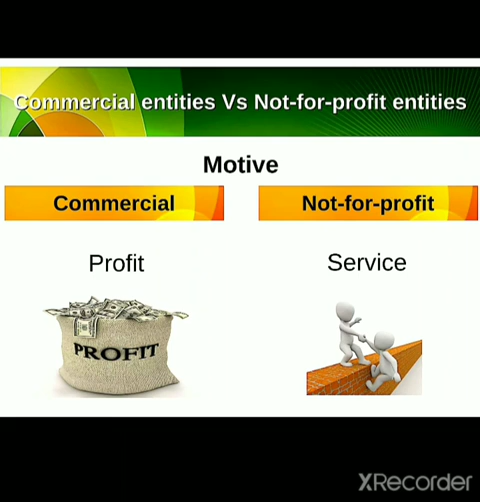 Commercial entities Vs Not-for-profit entities
Motive
Commercial
Not-for-profit
Profit
Service
PROFIT
XRecorder